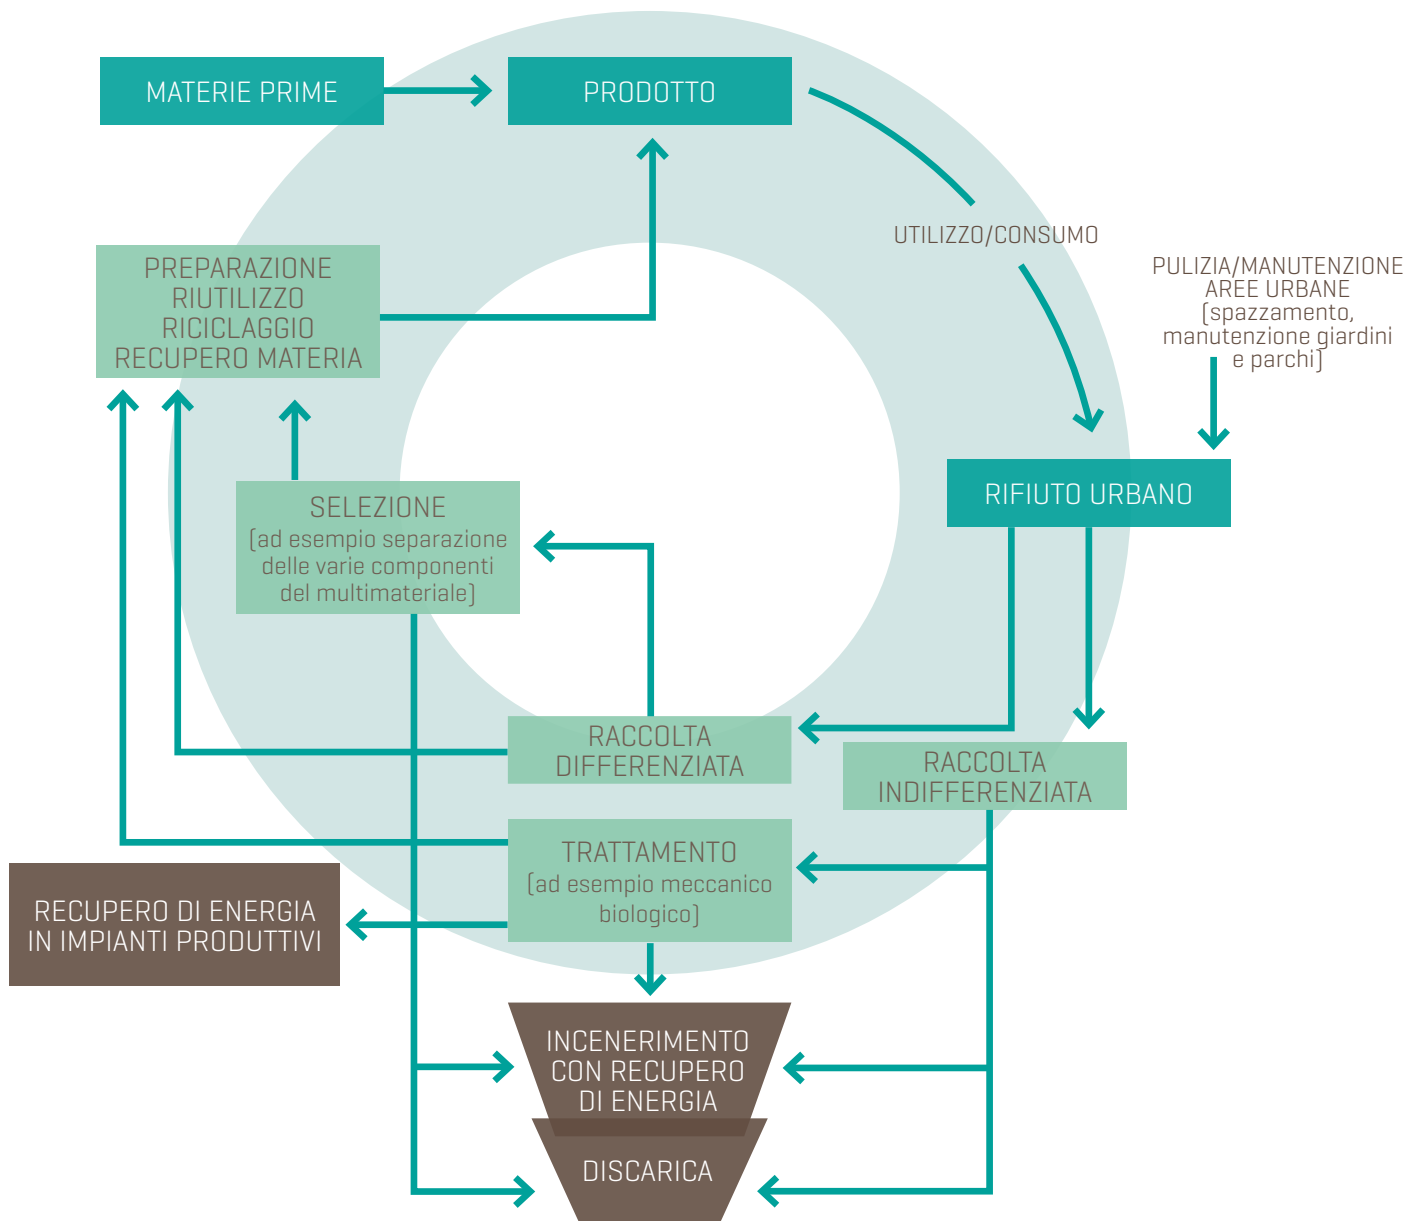 MATERIE PRIME
PRODOTTO
UTILIZZO/CONSUMO
PULIZIA/MANUTENZIONE
AREE URBANE
(spazzamento,
manutenzione giardini
e parchi)
PREPARAZIONE
RIUTILIZZO
RICICLAGGIO
RECUPERO MATERIA
RIFIUTO URBANO
SELEZIONE
(ad esempio separazione
delle varie componenti
del multimateriale)
RACCOLTA
DIFFERENZIATA
RACCOLTA
INDIFFERENZIATA
TRATTAMENTO
(ad esempio meccanico
biologico)
RECUPERO DI ENERGIA
IN IMPIANTI PRODUTTIVI
INCENERIMENTO
CON RECUPERO
DI ENERGIA
DISCARICA